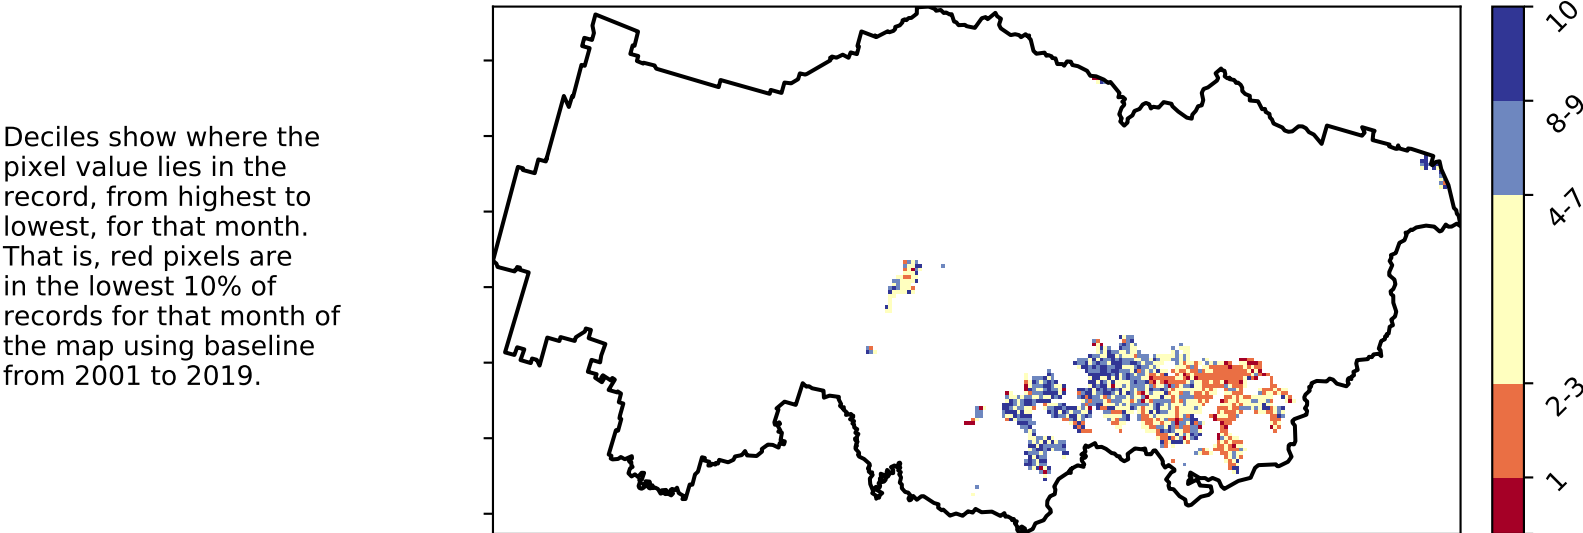 Deciles show where the
pixel value lies in the
record, from highest to
lowest, for that month.
That is, red pixels are
in the lowest 10% of
records for that month of
the map using baseline
from 2001 to 2019.
10
8-9
4-7
2-3
1